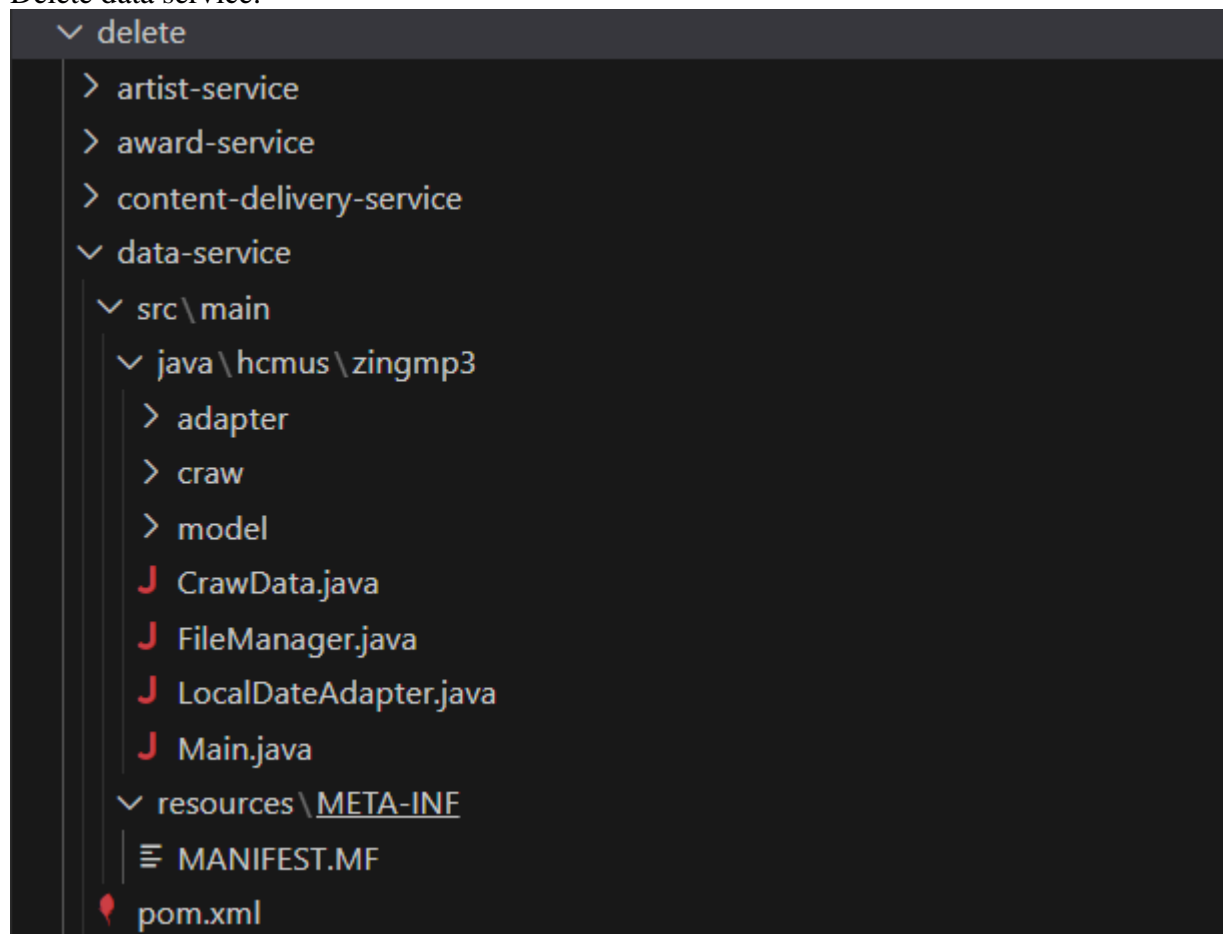 Delete data service:
delete
artist-service
award-service
content-delivery-service
data-service
src\main
java\hcmus\zingmp3
adapter
craw
model
CrawData.java
FileManager.java
LocalDateAdapter.java
Main.java
resources\META-INF
MANIFEST.MF
pom.xml